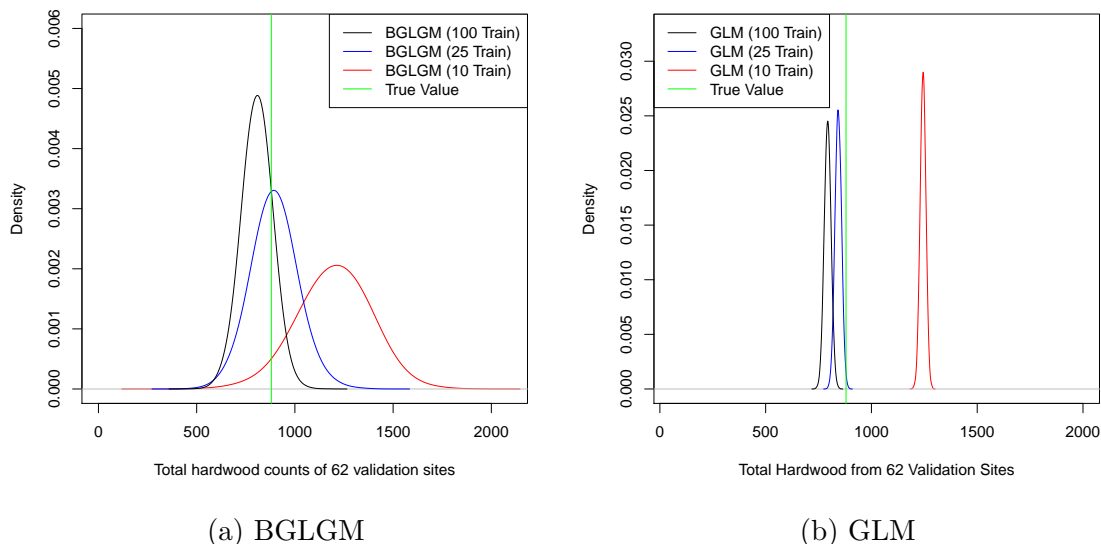 0.000 0.001 0.002 0.003 0.004 0.005 0.006
Density
BGLGM (100 Train)
BGLGM (25 Train)
BGLGM (10 Train)
True Value
0 500 1000 1500 2000
Total hardwood counts of 62 validation sites
(a) BGLGM
0.000 0.005 0.010 0.015 0.020 0.025 0.030
Density
GLM (100 Train)
GLM (25 Train)
GLM (10 Train)
True Value
0 500 1000 1500 2000
Total Hardwood from 62 Validation Sites
(b) GLM